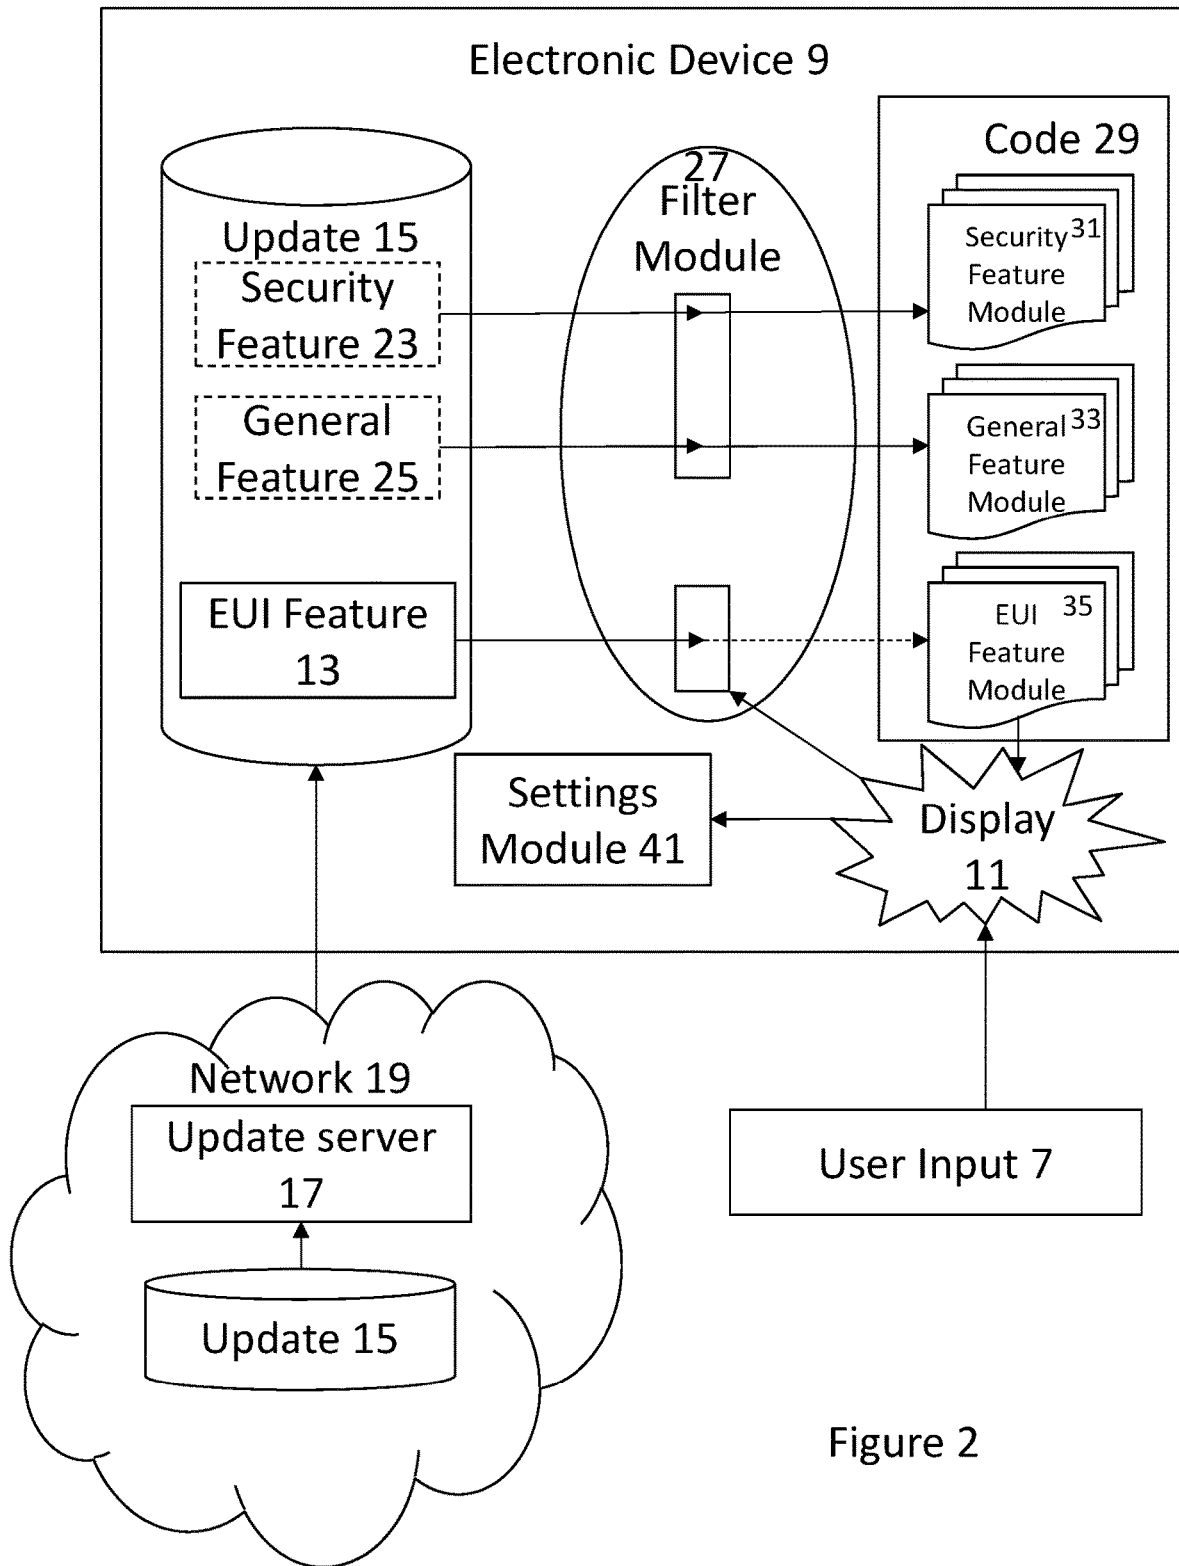 Electronic Device 9
Update 15
Security
Feature 23
General
Feature 25
EUI Feature
13
27
Filter
Module
Code 29
Security 31
Feature
Module
General 33
Feature
Module
EUI 35
Feature
Module
Settings
Module 41
Display
11
Network 19
Update server
17
Update 15
User Input 7
Figure 2